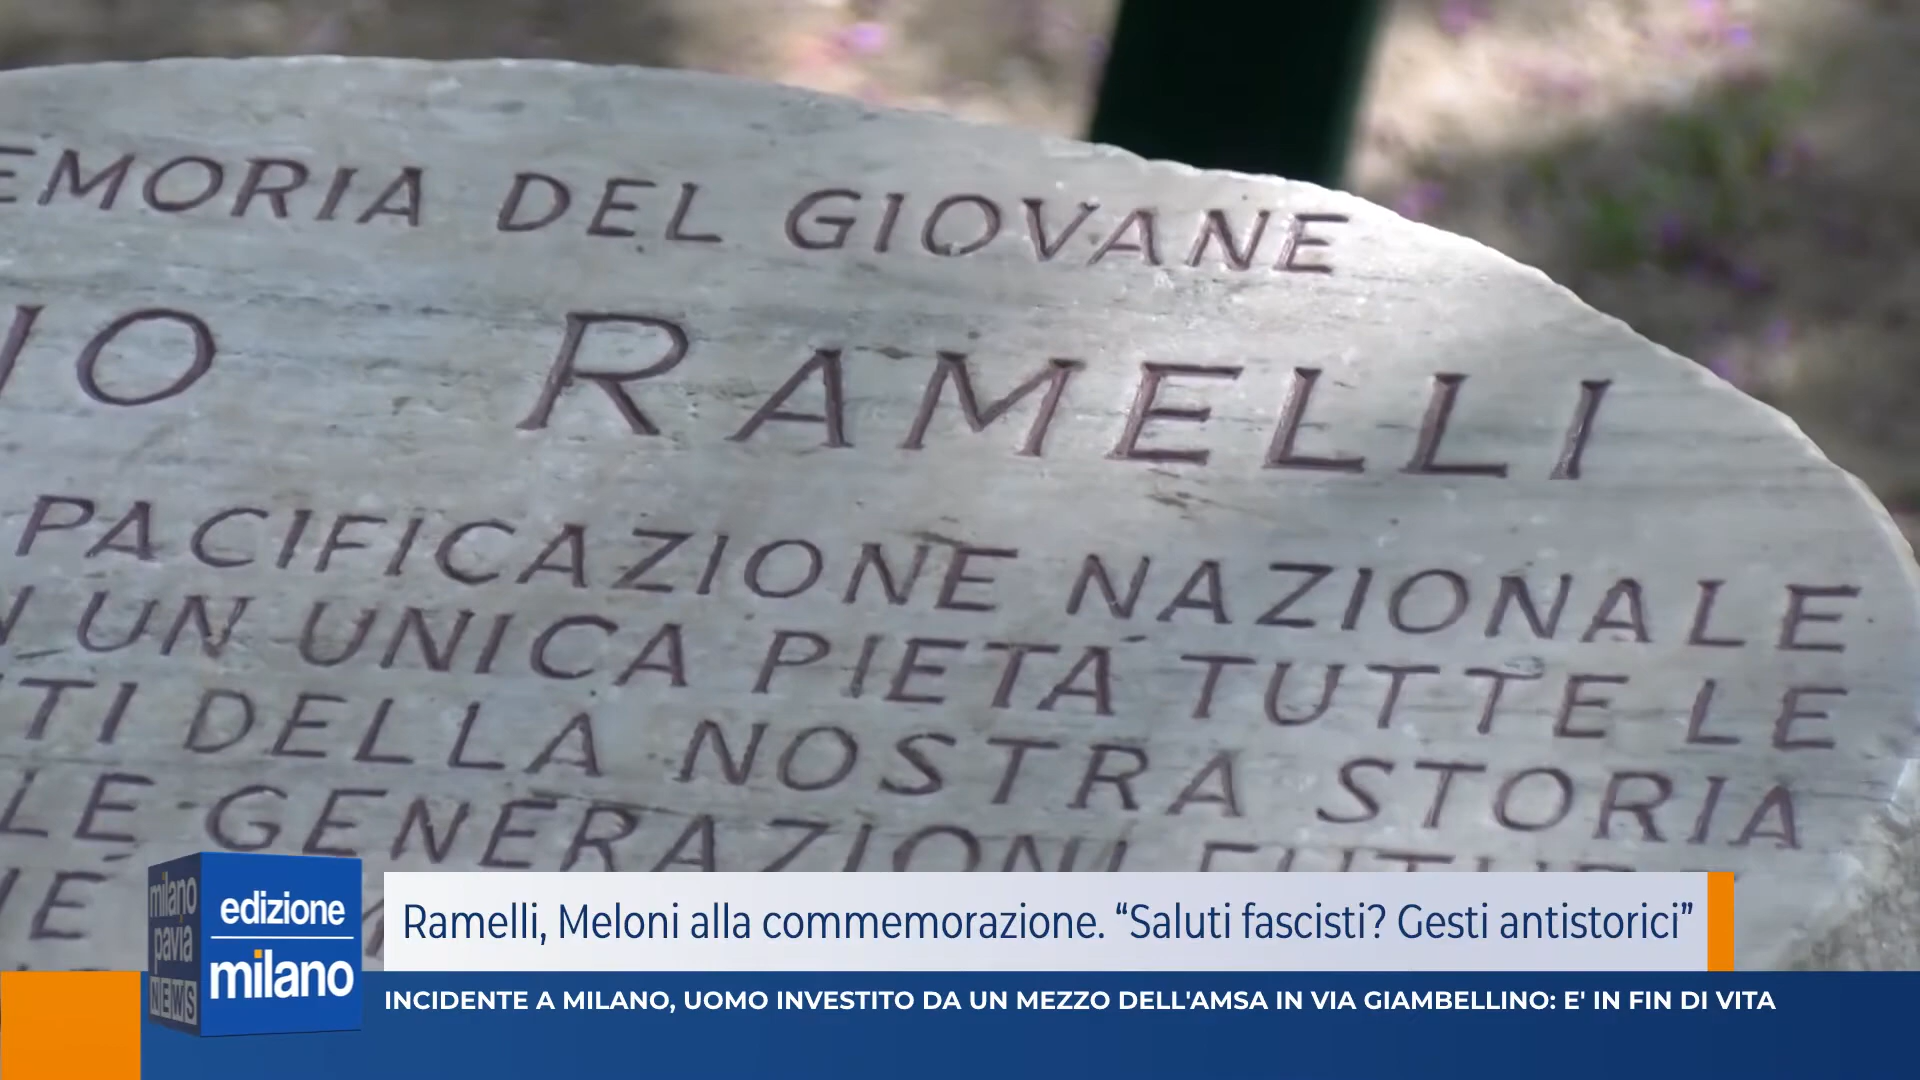 EMORIA DEL GIOVANE
IO RAMELLI
PACIFICAZIONE NAZIONALE
N UN UNICA PIETÁ TUTTE LE
TI DELLA NOSTRA STORIA
LE GENERAZIONI
milano
pavia
NEWS
edizione
milano
Ramelli, Meloni alla commemorazione. “Saluti fascisti? Gesti antistorici”
INCIDENTE A MILANO, UOMO INVESTITO DA UN MEZZO DELL'AMSA IN VIA GIAMBELLINO: E' IN FIN DI VITA